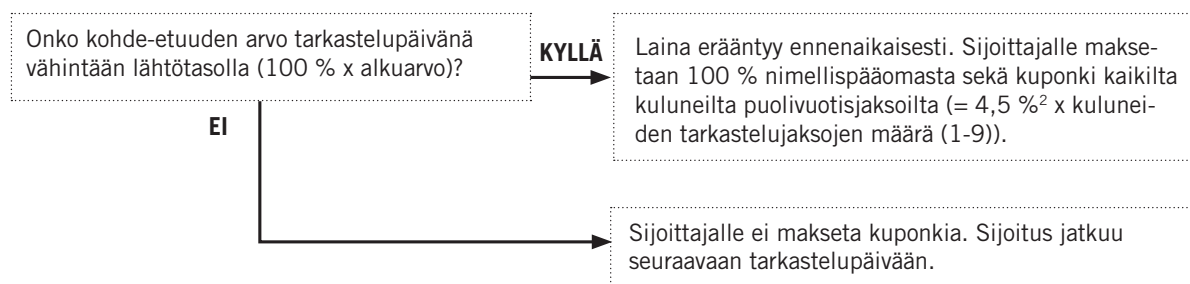 Onko kohde-etuuden arvo tarkastelupäivänä
vähintään lähtötasolla (100 % x alkuarvo)?
KYLLÄ
Laina erääntyy ennenaikaisesti. Sijoittajalle makse-
taan 100 % nimellispääomasta sekä kuponki kaikilta
kuluneilta puolivuotisjaksoilta (= 4,5 %² x kulunei-
den tarkastelujaksojen määrä (1-9)).
EI
Sijoittajalle ei makseta kuponkia. Sijoitus jatkuu
seuraavaan tarkastelupäivään.